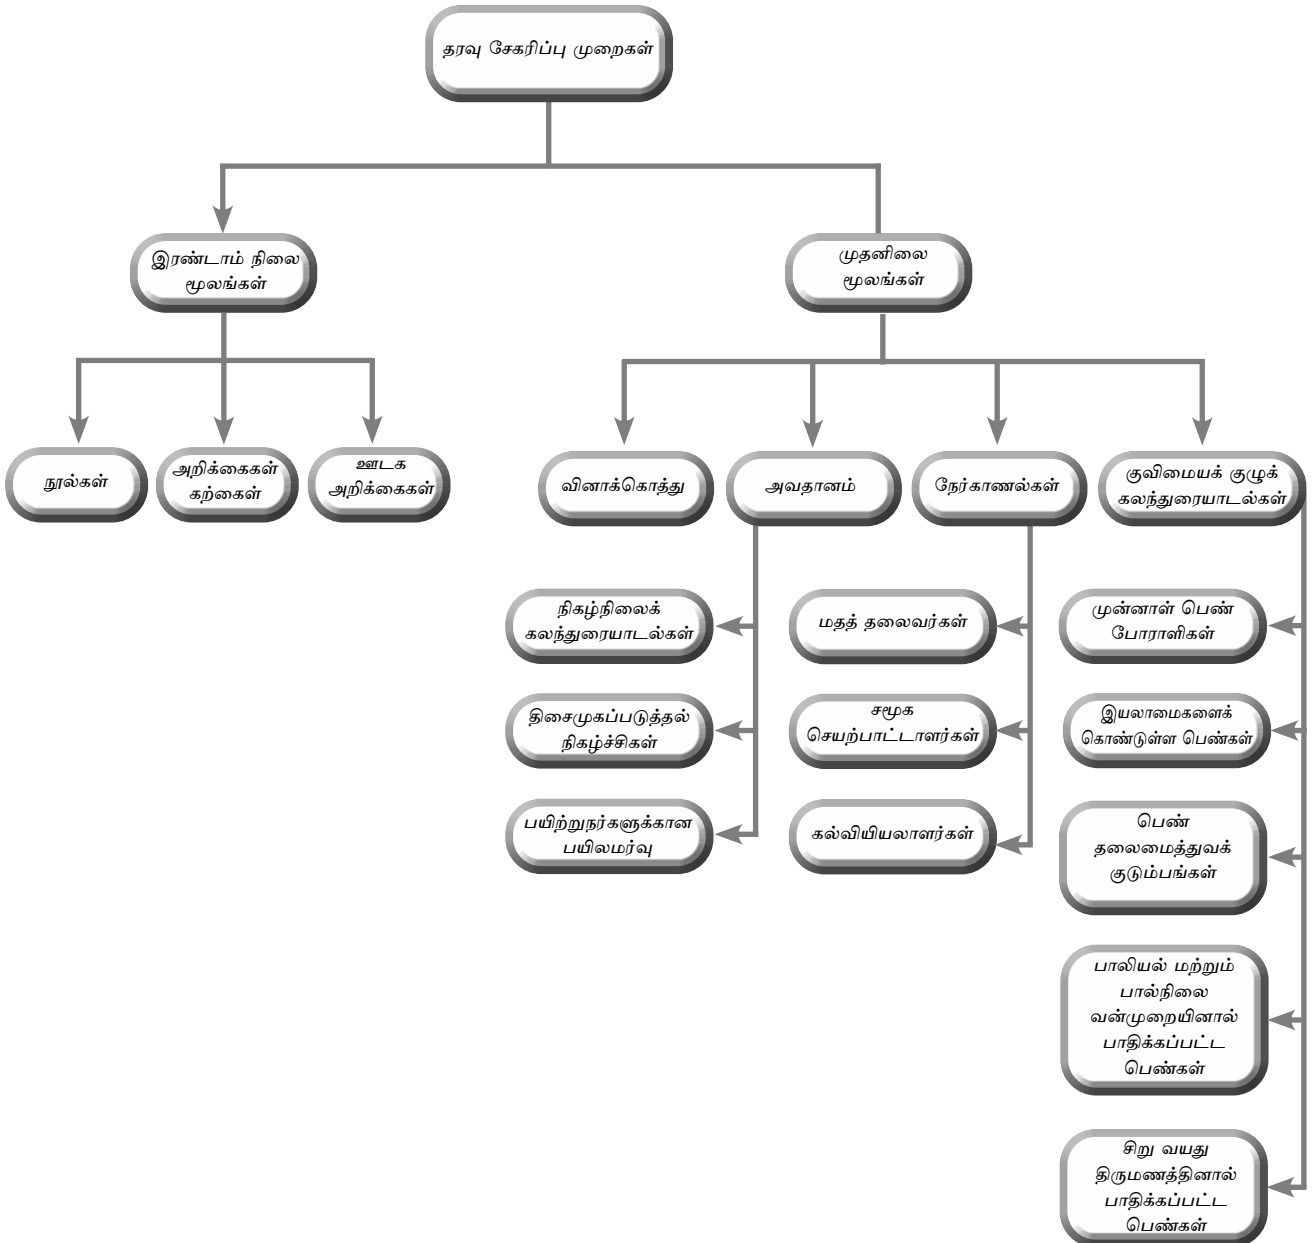 தரவு சேகரிப்பு முறைகள்
இரண்டாம் நிலை
மூலங்கள்
முதனிலை
மூலங்கள்
நூல்கள்
அறிக்கைகள்
கற்கைகள்
ஊடக
அறிக்கைகள்
வினாக்கொத்து
அவதானம்
நேர்காணல்கள்
குவிமையக் குழுக்
கலந்துரையாடல்கள்
நிகழ்நிலைக்
கலந்துரையாடல்கள்
திசைமுகப்படுத்தல்
நிகழ்ச்சிகள்
பயிற்றுநர்களுக்கான
பயிலமர்வு
மதத் தலைவர்கள்
சமூக
செயற்பாட்டாளர்கள்
கல்வியியலாளர்கள்
முன்னாள் பெண்
போராளிகள்
இயலாமைகளைக்
கொண்டுள்ள பெண்கள்
பெண்
தலைமைத்துவக்
குடும்பங்கள்
பாலியல் மற்றும்
பால்நிலை
வன்முறையினால்
பாதிக்கப்பட்ட
பெண்கள்
சிறு வயது
திருமணத்தினால்
பாதிக்கப்பட்ட
பெண்கள்